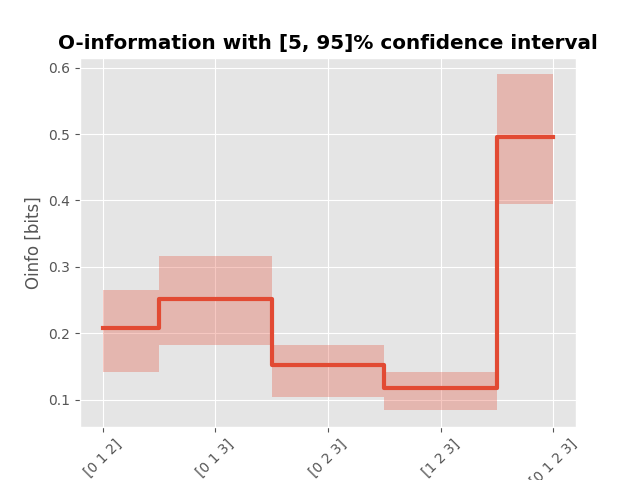 O-information with [5, 95]% confidence interval
0.6
0.5
0.4
0.3
0.2
0.1
Oinfo [bits]
[0 1 2]
[0 1 3]
[0 2 3]
[1 2 3]
[0 1 2 3]